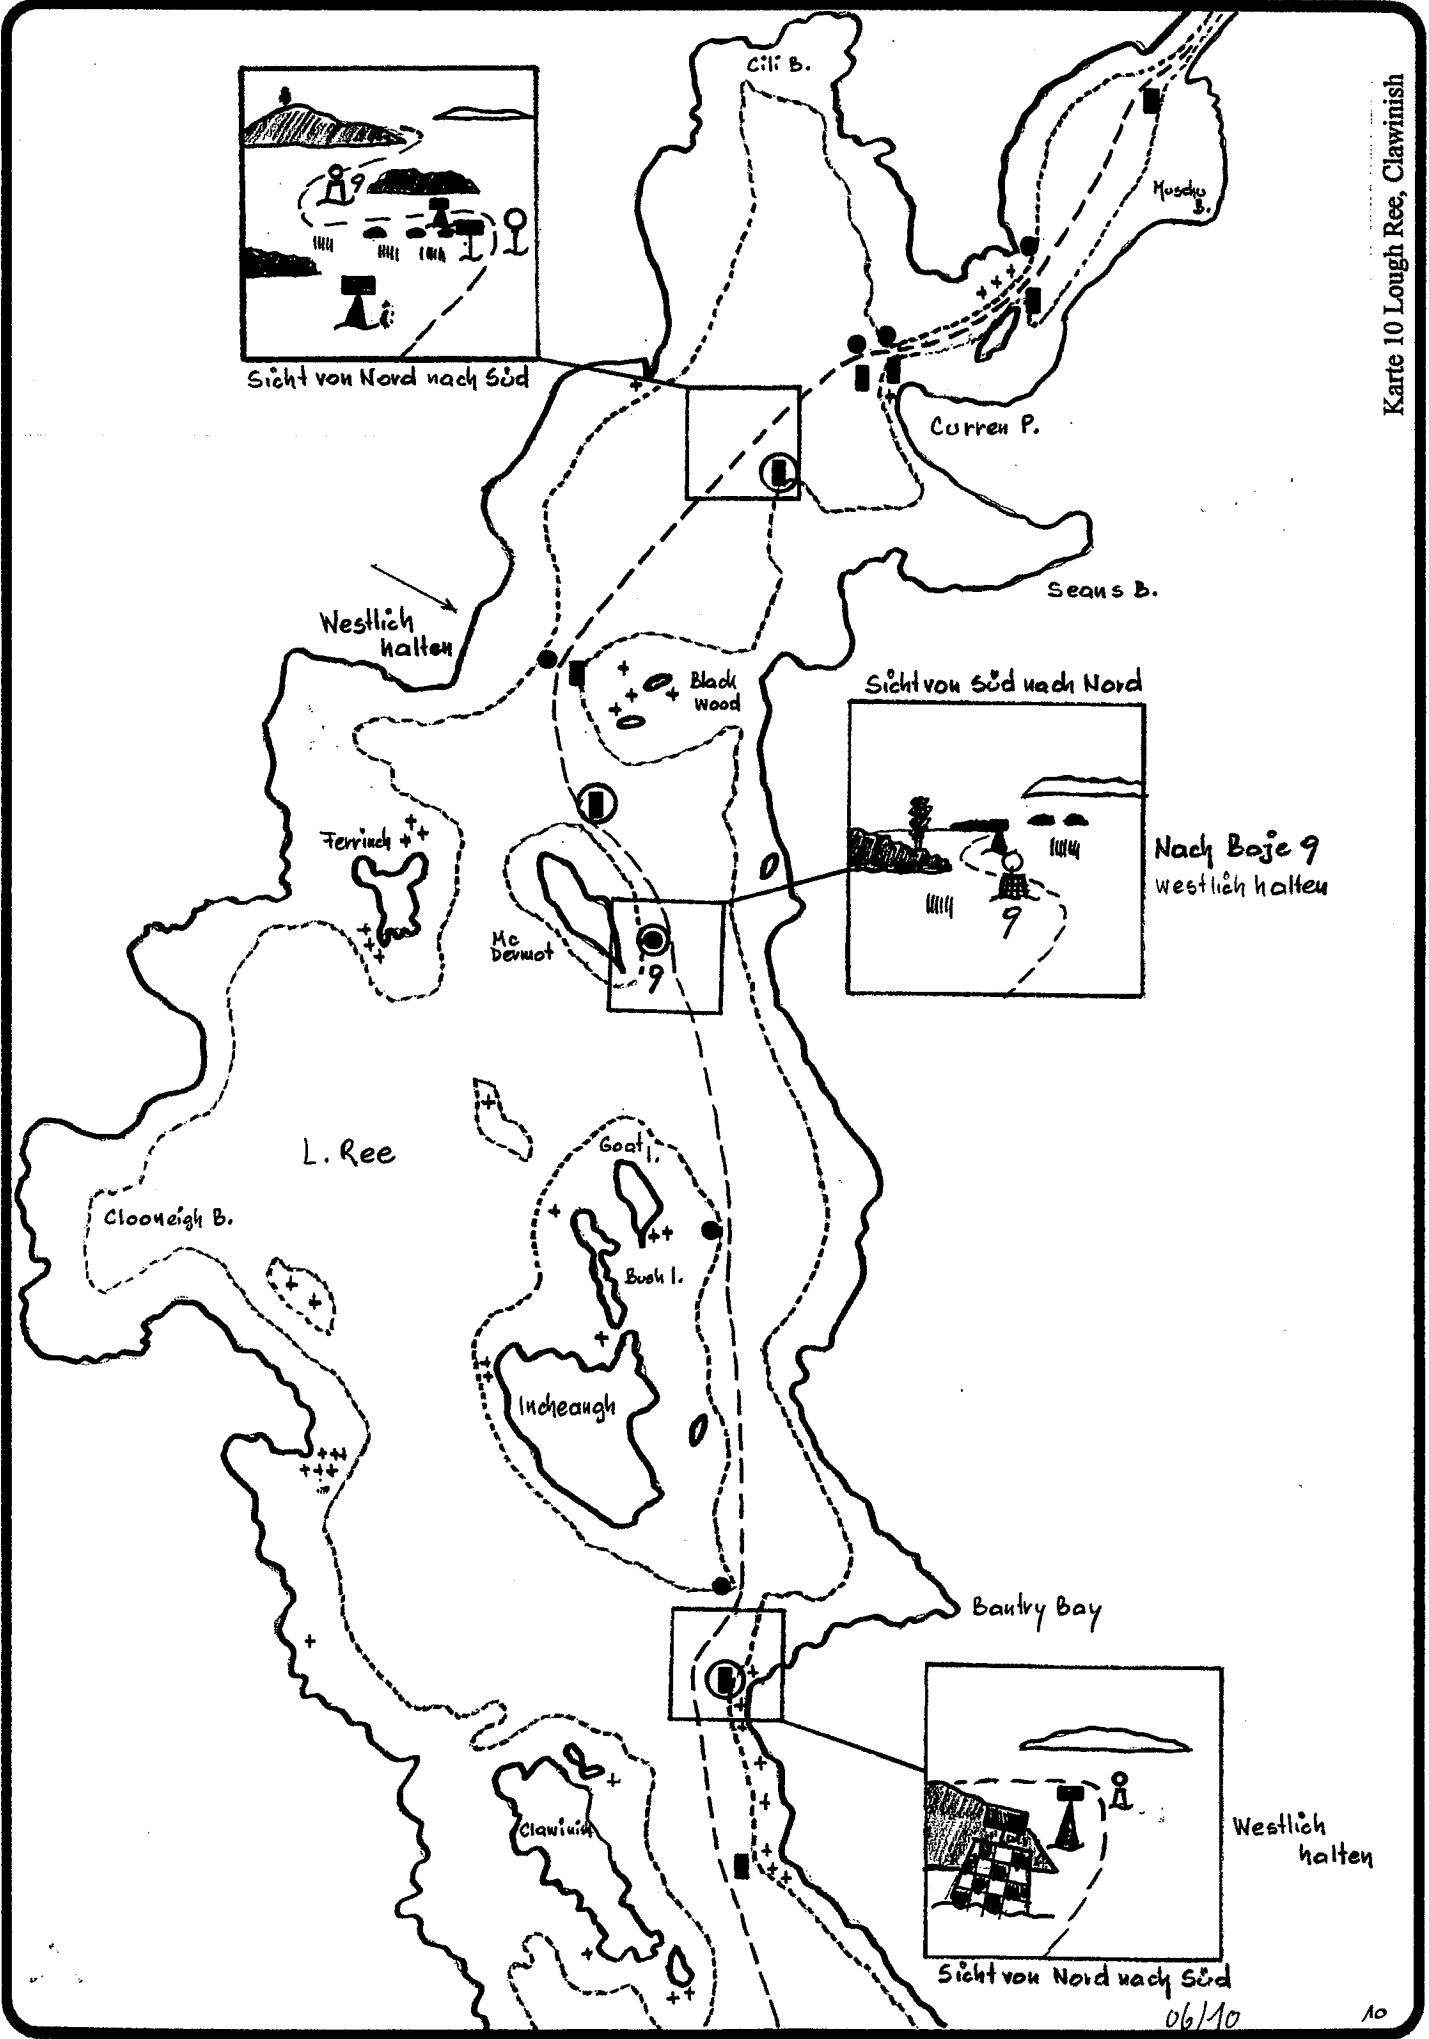 Karte 10 Lough Ree, Clawinish
Cili B.
9
Muschu
B.
Sicht von Nord nach Süd
Curren P.
Seans B.
Westlich
halten
Black
Wood
Sicht von Süd nach Nord
9
Nach Boje 9
westlich halten
Ferrinch
Mc
Dermot
9
L. Ree
Goat I.
Clooneigh B.
Bush I.
Incheaugh
Bantry Bay
Clawinish
Westlich
halten
Sicht von Nord nach Süd
06/10
10